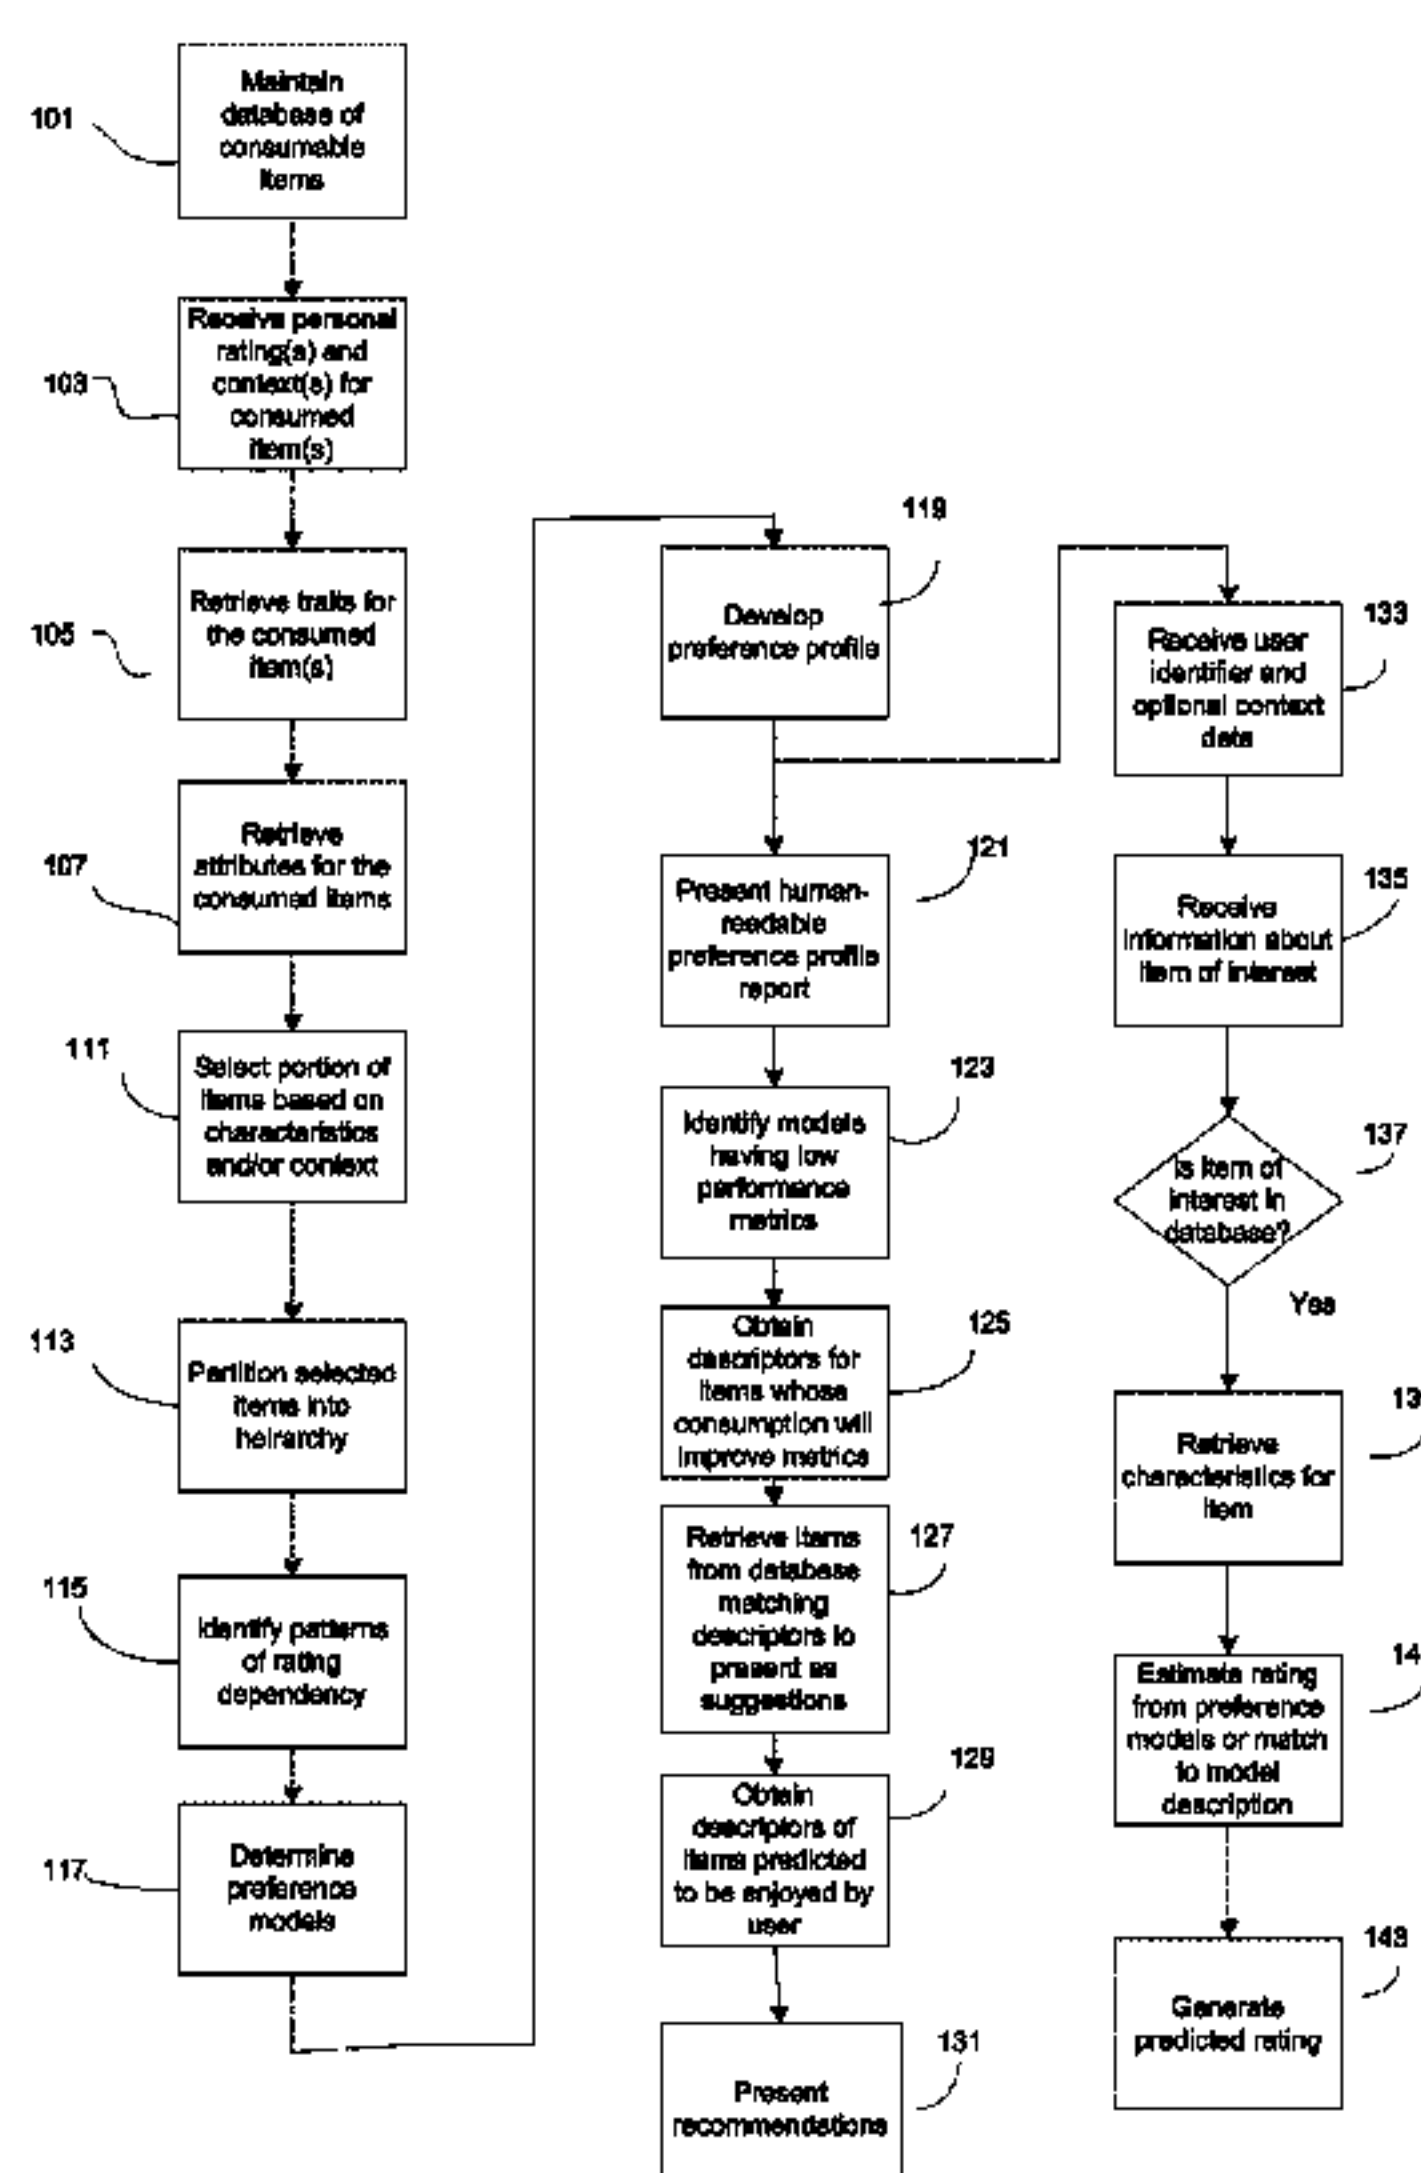 101
Maintain
database of
consumable
items
103
Receive personal
rating(s) and
context(s) for
consumed
item(s)
105
Retrieve traits for
the consumed
item(s)
107
Retrieve
attributes for the
consumed items
111
Select portion of
items based on
characteristics
and/or context
113
Partition selected
items into
heirarchy
115
Identify patterns
of rating
dependency
117
Determine
preference
models
119
Develop
preference profile
121
Present human-
readable
preference profile
report
123
Identify models
having low
performance
metrics
125
Obtain
descriptors for
items whose
consumption will
improve metrics
127
Retrieve items
from database
matching
descriptors to
present as
suggestions
129
Obtain
descriptors of
items predicted
to be enjoyed by
user
131
Present
recommendations
133
Receive user
identifier and
optional context
data
135
Receive
information about
item of interest
137
Is item of
interest in
database?
Yes
Retrieve
characteristics for
item
Estimate rating
from preference
models or match
to model
description
143
Generate
predicted rating